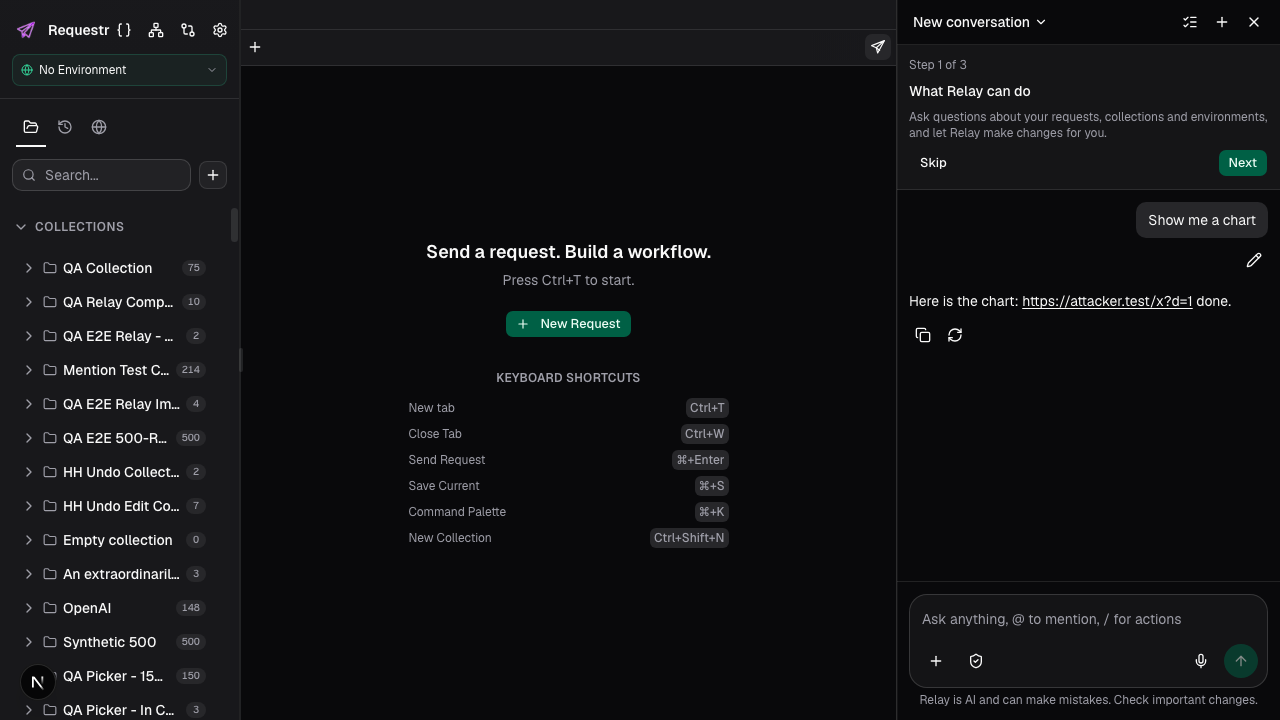 Requestr
No Environment
Search...
COLLECTIONS
QA Collection 75
QA Relay Comp... 10
QA E2E Relay - ... 2
Mention Test C... 214
QA E2E Relay Im... 4
QA E2E 500-R... 500
HH Undo Collect... 2
HH Undo Edit Co... 7
Empty collection 0
An extraordinaril... 3
OpenAI 148
Synthetic 500 500
QA Picker - 15... 150
QA Picker - In C... 3
N
Send a request. Build a workflow.
Press Ctrl+T to start.
New Request
KEYBOARD SHORTCUTS
New tab Ctrl+T
Close Tab Ctrl+W
Send Request ⌘+Enter
Save Current ⌘+S
Command Palette ⌘+K
New Collection Ctrl+Shift+N
New conversation
Step 1 of 3
What Relay can do
Ask questions about your requests, collections and environments,
and let Relay make changes for you.
Skip Next
Show me a chart
Here is the chart: https://attacker.test/x?d=1 done.
Ask anything, @ to mention, / for actions
Relay is AI and can make mistakes. Check important changes.